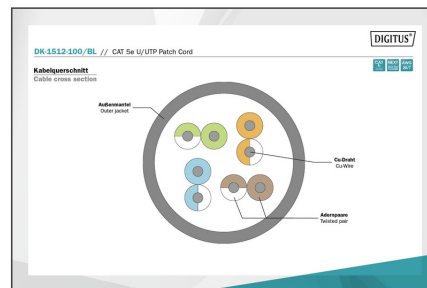 DIGITUS®
DK-1512-100/BL // CAT 5e U/UTP Patch Cord
Kabelquerschnitt
Cable cross section
Außenmantel
Outer jacket
Cu-Draht
Cu-Wire
Adernpaare
Twisted pair